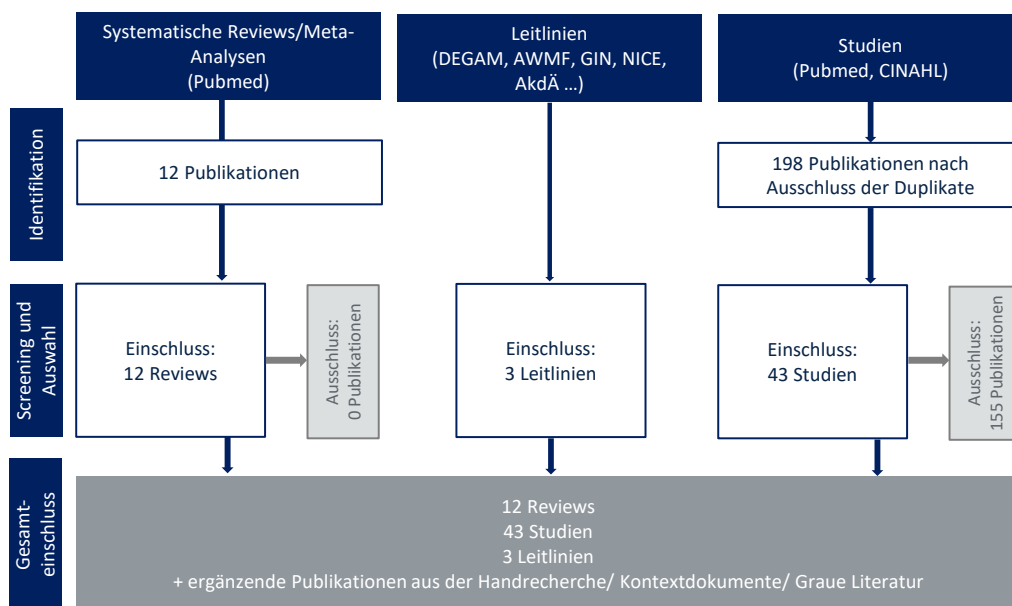 Systematische Reviews/Meta-
Analysen
(Pubmed)
Leitlinien
(DEGAM, AWMF, GIN, NICE,
AkdÄ …)
Studien
(Pubmed, CINAHL)
Identifikation
12 Publikationen
198 Publikationen nach
Ausschluss der Duplikate
Screening und
Auswahl
Einschluss:
12 Reviews
Ausschluss:
0 Publikationen
Einschluss:
3 Leitlinien
Einschluss:
43 Studien
Ausschluss:
155 Publikationen
Gesamt-
einschluss
12 Reviews
43 Studien
3 Leitlinien
+ ergänzende Publikationen aus der Handrecherche/ Kontextdokumente/ Graue Literatur